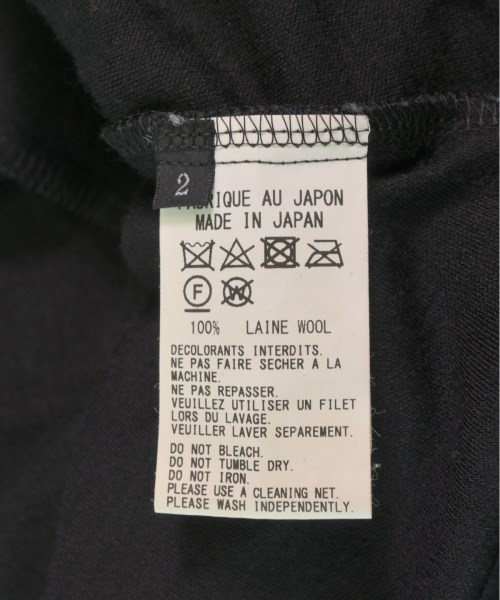 2
RIQUE AU JAPON
MADE IN JAPAN
F
W
100% LAINE WOOL
DECOLORANTS INTERDITS.
NE PAS FAIRE SECHER A LA
MACHINE.
NE PAS REPASSER.
VEUILLEZ UTILISER UN FILET
LORS DU LAVAGE.
VEUILLER LAVER SEPAREMENT.
DO NOT BLEACH.
DO NOT TUMBLE DRY.
DO NOT IRON.
PLEASE USE A CLEANING NET.
PLEASE WASH INDEPENDENTLY.